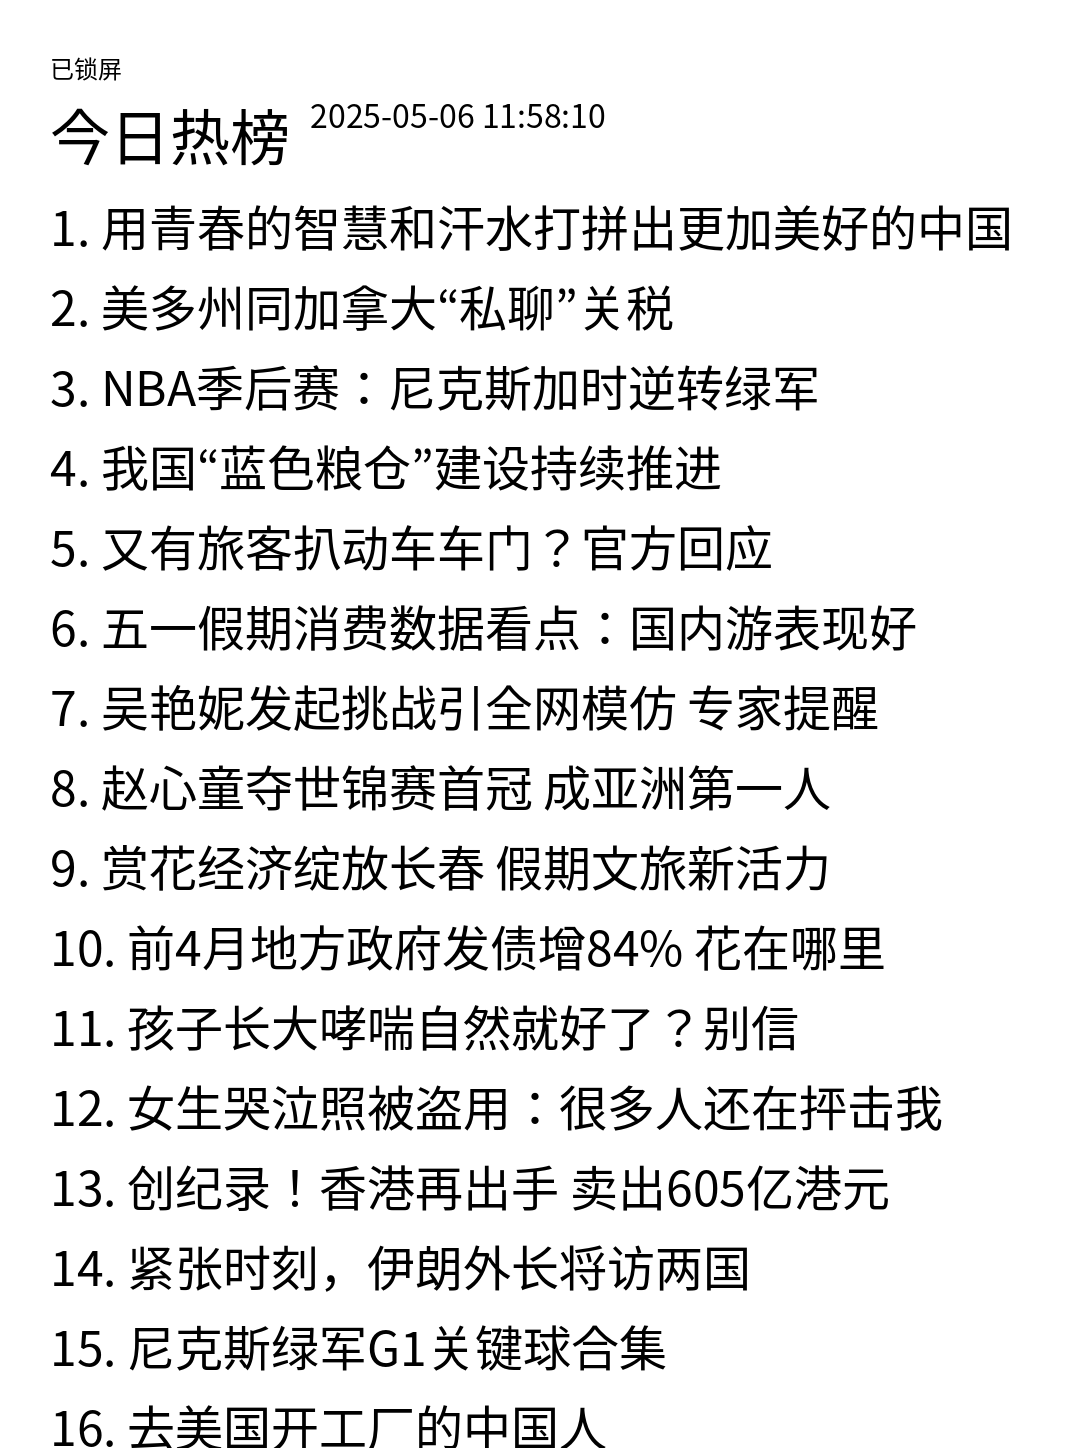 已锁屏
今日热榜 2025-05-06 11:58:10
1. 用青春的智慧和汗水打拼出更加美好的中国
2. 美多州同加拿大“私聊”关税
3. NBA季后赛：尼克斯加时逆转绿军
4. 我国“蓝色粮仓”建设持续推进
5. 又有旅客扒动车车门？官方回应
6. 五一假期消费数据看点：国内游表现好
7. 吴艳妮发起挑战引全网模仿 专家提醒
8. 赵心童夺世锦赛首冠 成亚洲第一人
9. 赏花经济绽放长春 假期文旅新活力
10. 前4月地方政府发债增84% 花在哪里
11. 孩子长大哮喘自然就好了？别信
12. 女生哭泣照被盗用：很多人还在抨击我
13. 创纪录！香港再出手 卖出605亿港元
14. 紧张时刻，伊朗外长将访两国
15. 尼克斯绿军G1关键球合集
16. 去美国开工厂的中国人